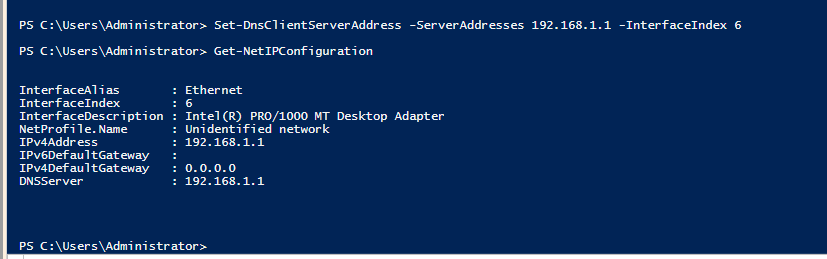 PS C:\Users\Administrator> Set-DnsClientServerAddress -ServerAddresses 192.168.1.1 -InterfaceIndex 6
PS C:\Users\Administrator> Get-NetIPConfiguration
InterfaceAlias       : Ethernet
InterfaceIndex       : 6
InterfaceDescription : Intel(R) PRO/1000 MT Desktop Adapter
NetProfile.Name      : Unidentified network
IPv4Address          : 192.168.1.1
IPv6DefaultGateway   :
IPv4DefaultGateway   : 0.0.0.0
DNSServer            : 192.168.1.1
PS C:\Users\Administrator>